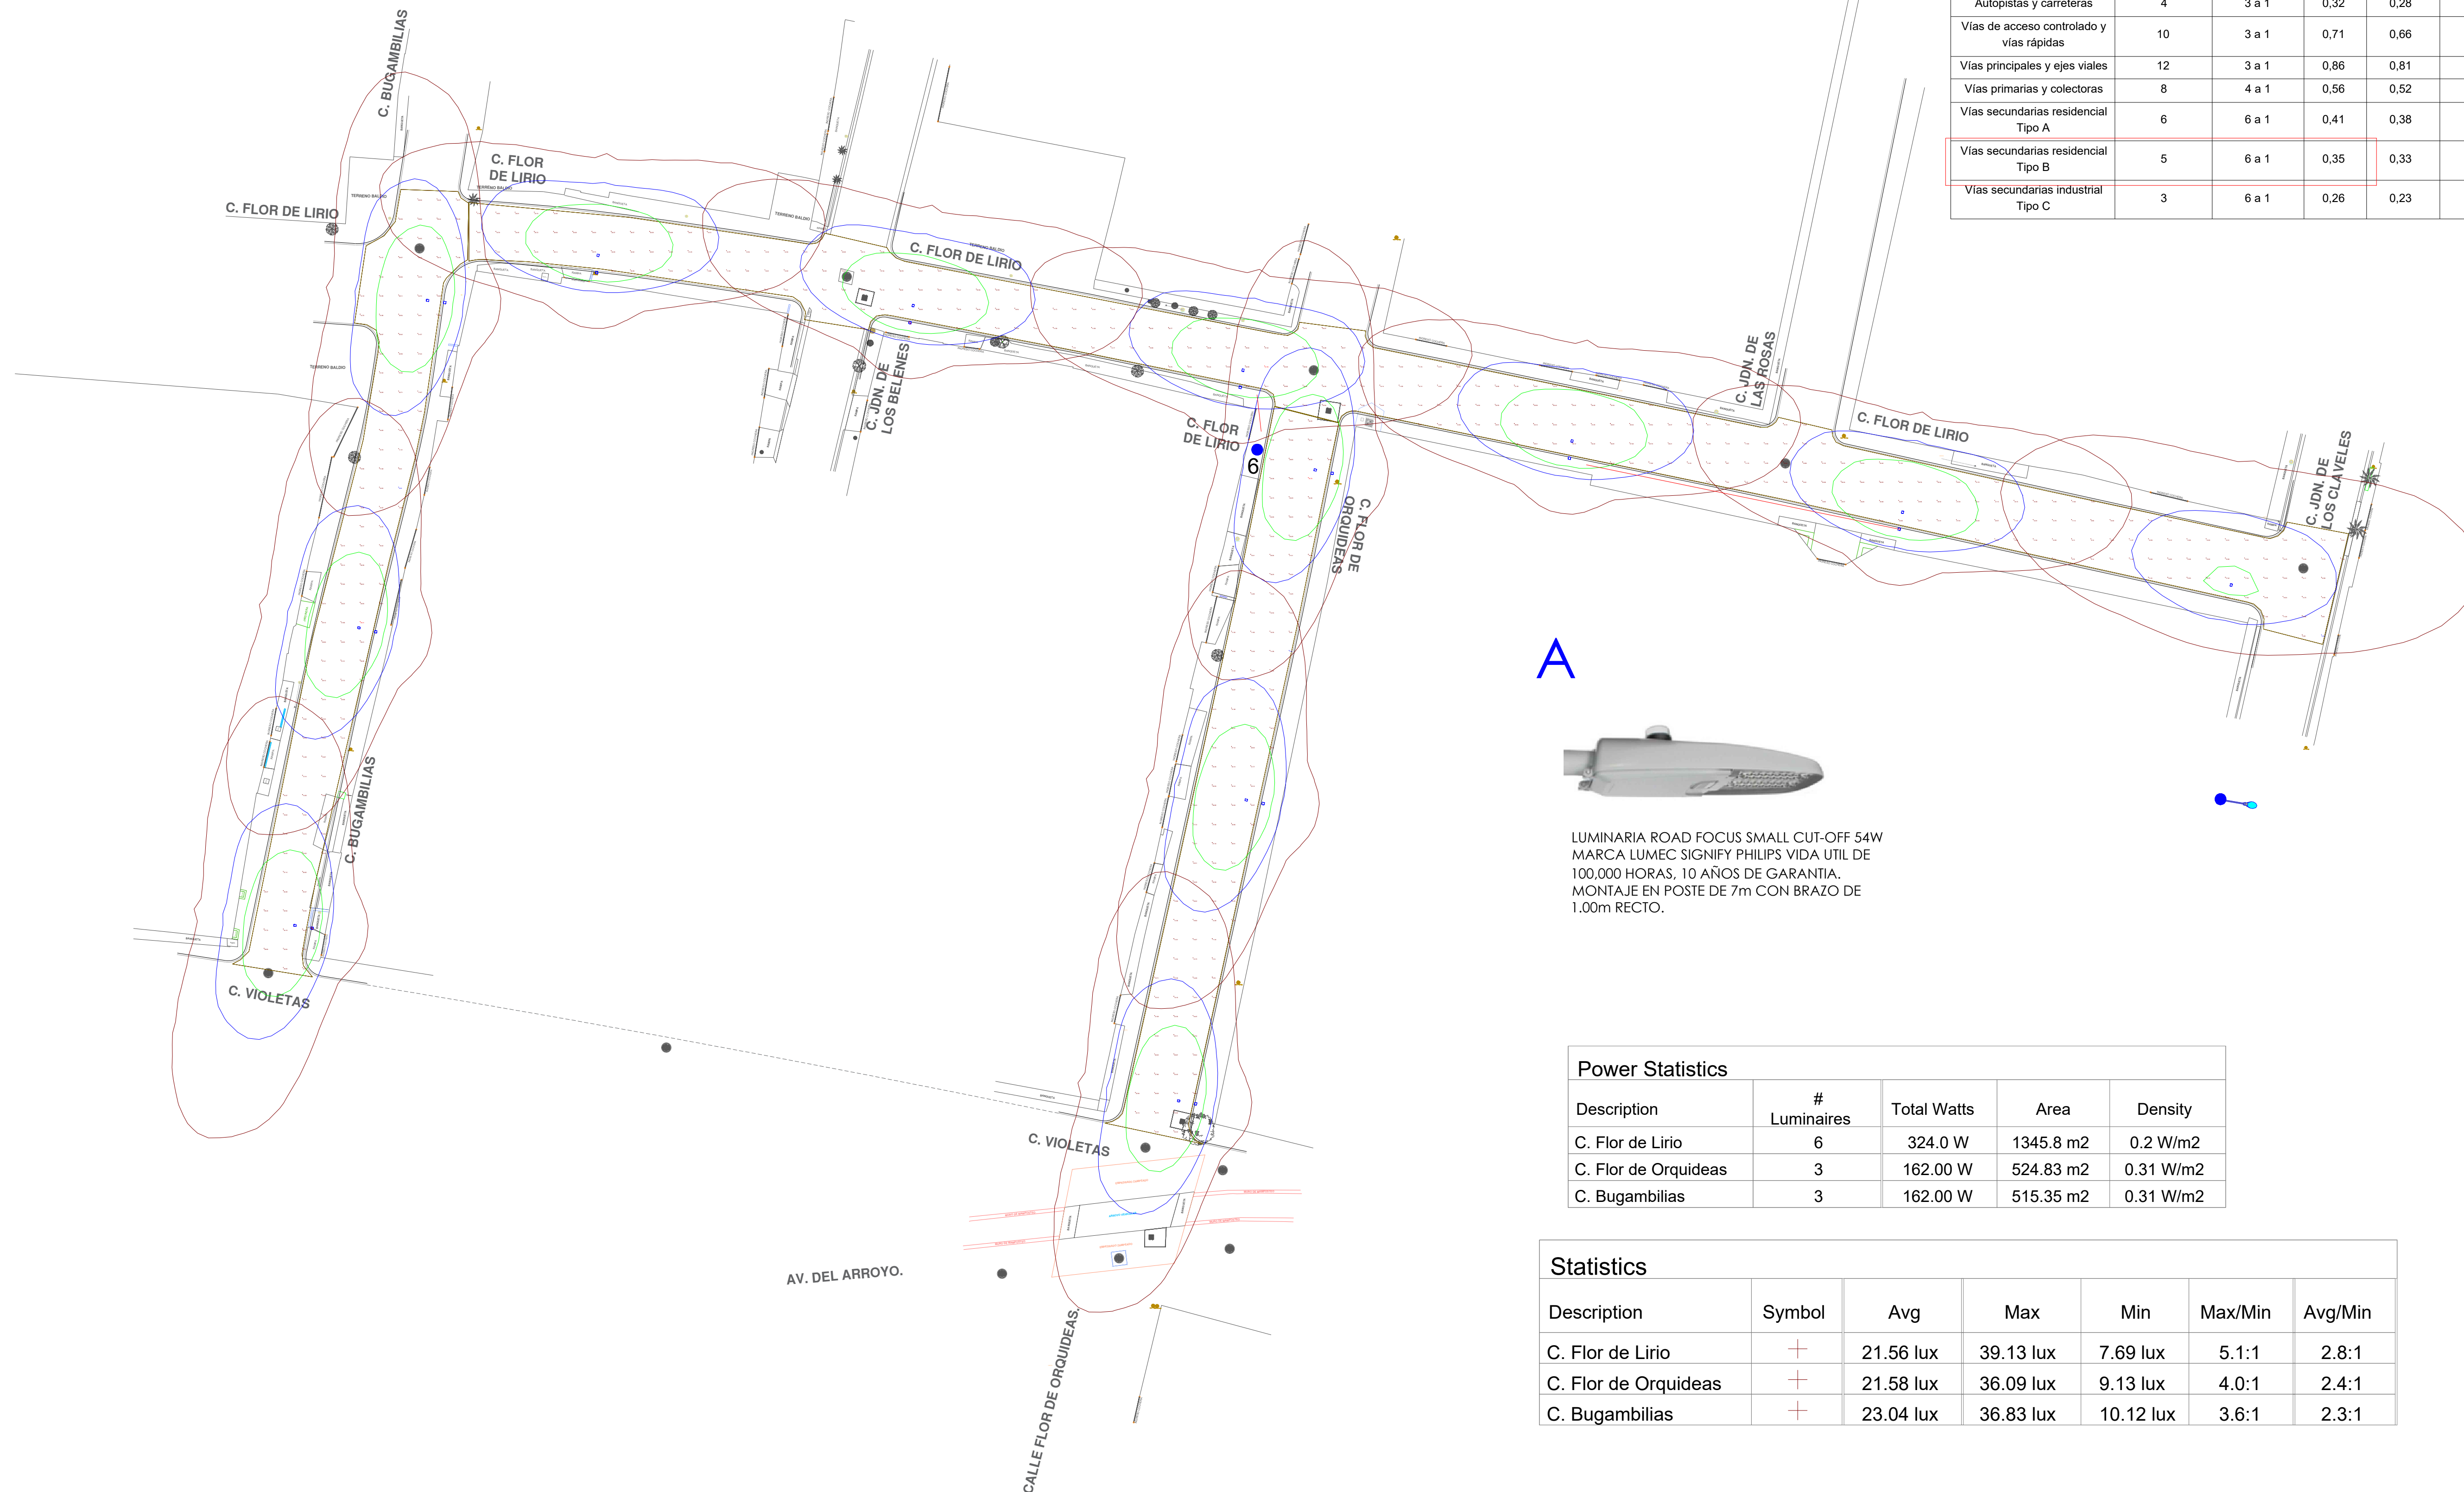 Autopistas y carreteras 4 3 a 1 0,32 0,28
Vías de acceso controlado y
vías rápidas 10 3 a 1 0,71 0,66
Vías principales y ejes viales 12 3 a 1 0,86 0,81
Vías primarias y colectoras 8 4 a 1 0,56 0,52
Vías secundarias residencial
Tipo A 6 6 a 1 0,41 0,38
Vías secundarias residencial
Tipo B 5 6 a 1 0,35 0,33
Vías secundarias industrial
Tipo C 3 6 a 1 0,26 0,23
C. BUGAMBILIAS
C. FLOR
DE LIRIO
TERRENO BALDIO
TERRENO BALDIO
C. FLOR DE LIRIO
TERRENO BALDIO
TERRENO BALDIO
C. FLOR DE LIRIO
TERRENO BALDIO
C. JDN. DE
LOS BELENES
C. FLOR
DE LIRIO
6
C. FLOR DE
ORQUIDEAS
C. JDN. DE
LAS ROSAS
C. FLOR DE LIRIO
C. JDN. DE
LOS CLAVELES
C. BUGAMBILIAS
C. VIOLETAS
C. VIOLETAS
AV. DEL ARROYO.
CALLE FLOR DE ORQUIDEAS.
A
LUMINARIA ROAD FOCUS SMALL CUT-OFF 54W
MARCA LUMEC SIGNIFY PHILIPS VIDA UTIL DE
100,000 HORAS, 10 AÑOS DE GARANTIA.
MONTAJE EN POSTE DE 7m CON BRAZO DE
1.00m RECTO.
Power Statistics
Description # Luminaires Total Watts Area Density
C. Flor de Lirio 6 324.0 W 1345.8 m2 0.2 W/m2
C. Flor de Orquideas 3 162.00 W 524.83 m2 0.31 W/m2
C. Bugambilias 3 162.00 W 515.35 m2 0.31 W/m2
Statistics
Description Symbol Avg Max Min Max/Min Avg/Min
C. Flor de Lirio 21.56 lux 39.13 lux 7.69 lux 5.1:1 2.8:1
C. Flor de Orquideas 21.58 lux 36.09 lux 9.13 lux 4.0:1 2.4:1
C. Bugambilias 23.04 lux 36.83 lux 10.12 lux 3.6:1 2.3:1